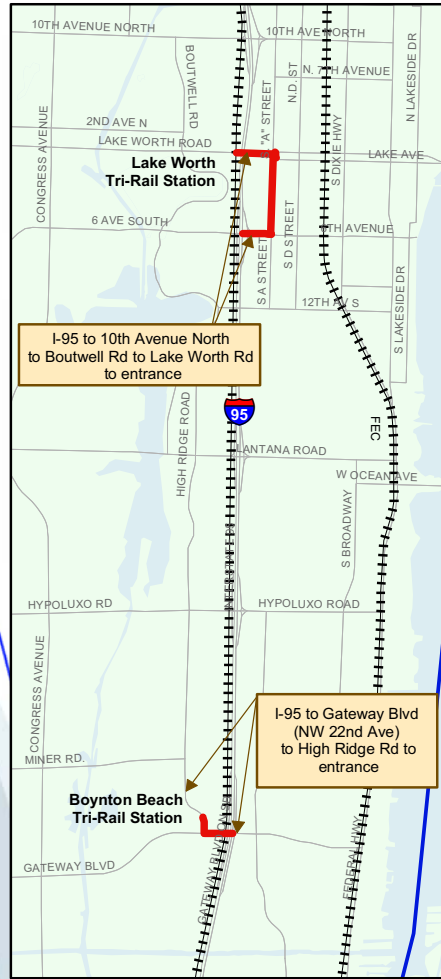 10TH AVENUE NORTH
10TH AVE NORTH
BOUTWELL RD
N.D. ST
N. 7TH AVENUE
N LAKESIDE DR
CONGRESS AVENUE
2ND AVE N
"A" STREET
S DIXIE HWY
LAKE WORTH ROAD
LAKE AVE
Lake Worth
Tri-Rail Station
6 AVE SOUTH
6TH AVENUE
S A STREET
S D STREET
12TH AV S
S LAKESIDE DR
I-95 to 10th Avenue North
to Boutwell Rd to Lake Worth Rd
to entrance
95
FEC
HIGH RIDGE ROAD
LANTANA ROAD
W OCEAN AVE
S BROADWAY
HYPOLUXO RD
HYPOLUXO ROAD
CONGRESS AVENUE
I-95 to Gateway Blvd
(NW 22nd Ave)
to High Ridge Rd to
entrance
MINER RD.
Boynton Beach
Tri-Rail Station
GATEWAY BLVD
GATEWAY BLVD
FEDERAL HWY